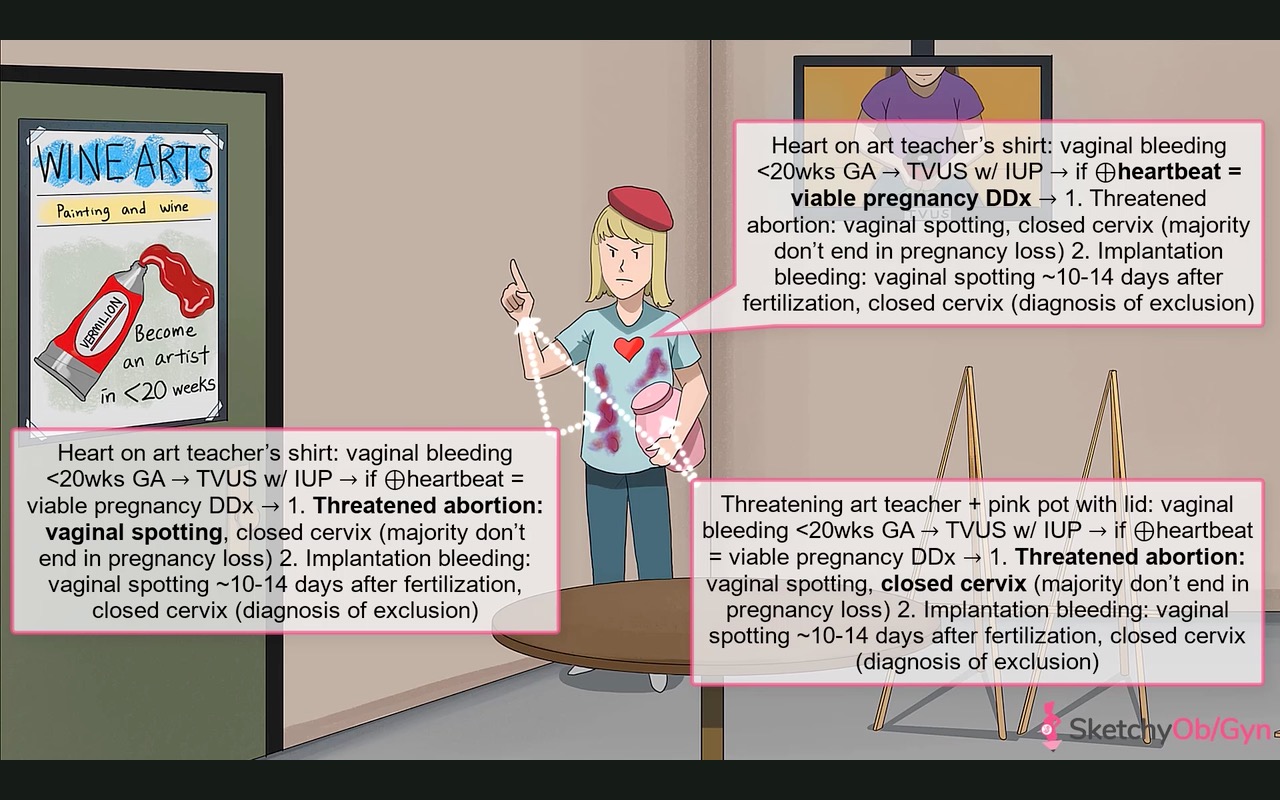 WINE ARTS
Painting and wine
VERMILION
Become
an artist
in <20 weeks
Heart on art teacher’s shirt: vaginal bleeding
<20wks GA → TVUS w/ IUP → if ⊕heartbeat =
viable pregnancy DDx → 1. Threatened
abortion: vaginal spotting, closed cervix (majority
don’t end in pregnancy loss) 2. Implantation
bleeding: vaginal spotting ~10-14 days after
fertilization, closed cervix (diagnosis of exclusion)
TVUS
Heart on art teacher’s shirt: vaginal bleeding
<20wks GA → TVUS w/ IUP → if ⊕heartbeat =
viable pregnancy DDx → 1. Threatened abortion:
vaginal spotting, closed cervix (majority don’t
end in pregnancy loss) 2. Implantation bleeding:
vaginal spotting ~10-14 days after fertilization,
closed cervix (diagnosis of exclusion)
Threatening art teacher + pink pot with lid: vaginal
bleeding <20wks GA → TVUS w/ IUP → if ⊕heartbeat
= viable pregnancy DDx → 1. Threatened abortion:
vaginal spotting, closed cervix (majority don’t end in
pregnancy loss) 2. Implantation bleeding: vaginal
spotting ~10-14 days after fertilization, closed cervix
(diagnosis of exclusion)
SketchyOb/Gyn